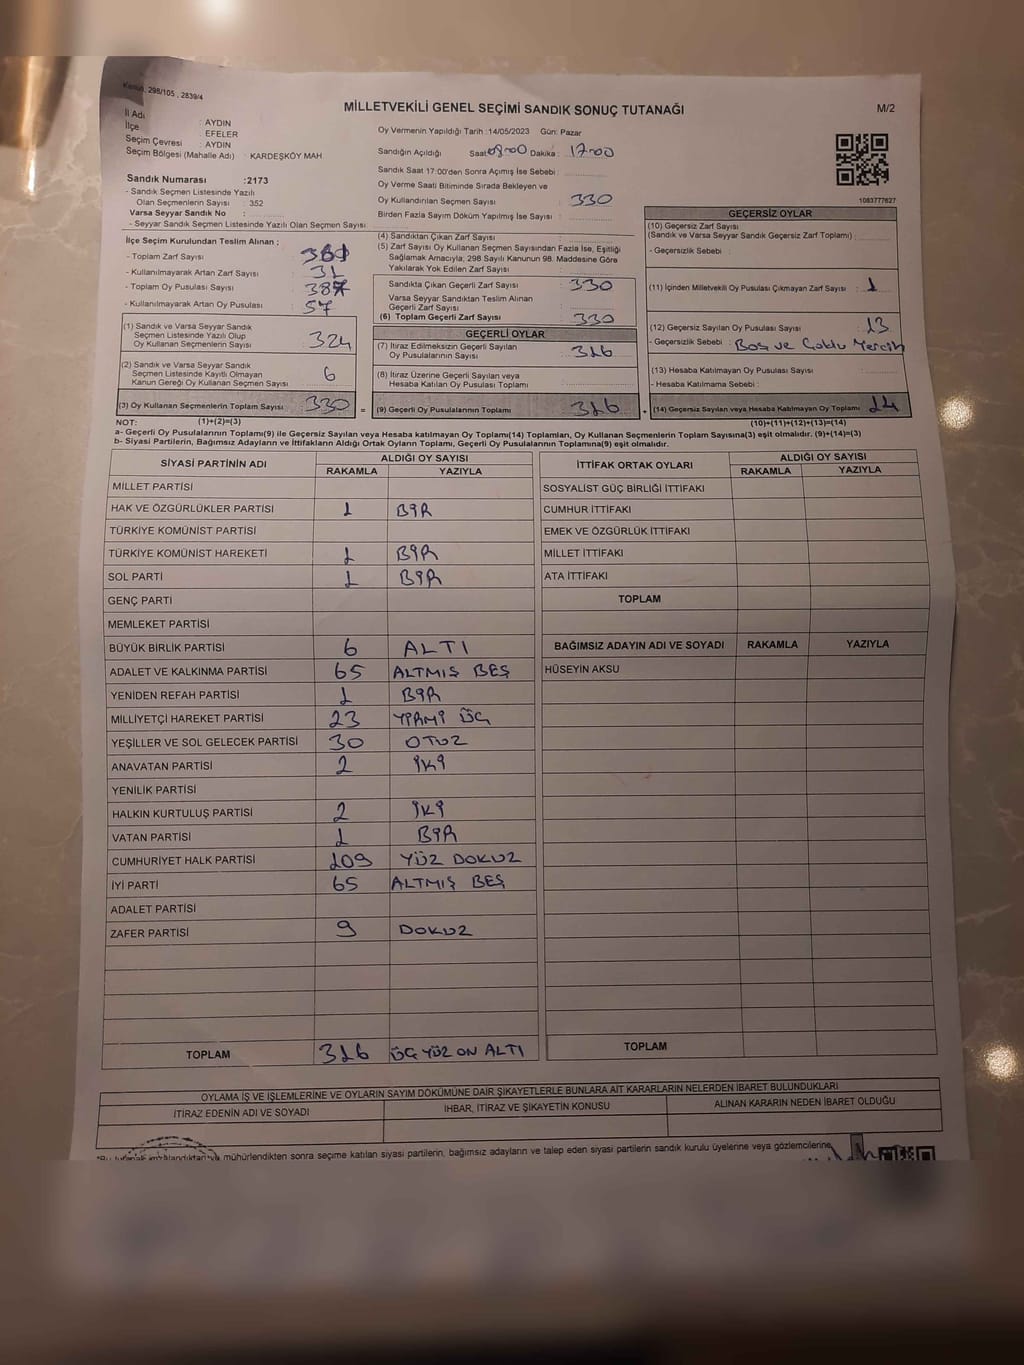 Kanun, 298/105, 2839/4
MİLLETVEKİLİ GENEL SEÇİMİ SANDIK SONUÇ TUTANAĞI
M/2
İl Adı : AYDIN
İlçe : EFELER
Seçim Çevresi : AYDIN
Seçim Bölgesi (Mahalle Adı) : KARDEŞKÖY MAH
Sandık Numarası :2173
- Sandık Seçmen Listesinde Yazılı
Olan Seçmenlerin Sayısı : 352
Varsa Seyyar Sandık No :
- Seyyar Sandık Seçmen Listesinde Yazılı Olan Seçmen Sayısı :
Oy Vermenin Yapıldığı Tarih :14/05/2023 Gün: Pazar
Sandığın Açıldığı Saat: 08:00 Dakika : 17:00
Sandık Saat 17:00'den Sonra Açılmış İse Sebebi :
Oy Verme Saati Bitiminde Sırada Bekleyen ve
Oy Kullandırılan Seçmen Sayısı : 330
Birden Fazla Sayım Döküm Yapılmış İse Sayısı :
1083777627
İlçe Seçim Kurulundan Teslim Alınan ;
- Toplam Zarf Sayısı :
- Kullanılmayarak Artan Zarf Sayısı : 31
- Toplam Oy Pusulası Sayısı : 387
- Kullanılmayarak Artan Oy Pusulası : 57
(1) Sandık ve Varsa Seyyar Sandık
Seçmen Listesinde Yazılı Olup
Oy Kullanan Seçmenlerin Sayısı : 324
(2) Sandık ve Varsa Seyyar Sandık
Seçmen Listesinde Kayıtlı Olmayan
Kanun Gereği Oy Kullanan Seçmen Sayısı : 6
(3) Oy Kullanan Seçmenlerin Toplam Sayısı : 330
(4) Sandıktan Çıkan Zarf Sayısı :
(5) Zarf Sayısı Oy Kullanan Seçmen Sayısından Fazla İse, Eşitliği
Sağlamak Amacıyla; 298 Sayılı Kanunun 98. Maddesine Göre
Yakılarak Yok Edilen Zarf Sayısı :
Sandıkta Çıkan Geçerli Zarf Sayısı : 330
Varsa Seyyar Sandıktan Teslim Alınan
Geçerli Zarf Sayısı :
(6) Toplam Geçerli Zarf Sayısı : 330
GEÇERLİ OYLAR
(7) İtiraz Edilmeksizin Geçerli Sayılan
Oy Pusulalarının Sayısı : 316
(8) İtiraz Üzerine Geçerli Sayılan veya
Hesaba Katılan Oy Pusulası Toplamı :
= (9) Geçerli Oy Pusulalarının Toplamı : 316
GEÇERSİZ OYLAR
(10) Geçersiz Zarf Sayısı
(Sandık ve Varsa Seyyar Sandık Geçersiz Zarf Toplamı) :
- Geçersizlik Sebebi :
(11) İçinden Milletvekili Oy Pusulası Çıkmayan Zarf Sayısı : 1
(12) Geçersiz Sayılan Oy Pusulası Sayısı : 13
- Geçersizlik Sebebi : Boş ve Çoklu Tercih
(13) Hesaba Katılmayan Oy Pusulası Sayısı :
- Hesaba Katılmama Sebebi :
+ (14) Geçersiz Sayılan veya Hesaba Katılmayan Oy Toplamı : 14
NOT: (1)+(2)=(3)
(10)+(11)+(12)+(13)=(14)
a- Geçerli Oy Pusulalarının Toplamı(9) ile Geçersiz Sayılan veya Hesaba katılmayan Oy Toplamı(14) Toplamları, Oy Kullanan Seçmenlerin Toplam Sayısına(3) eşit olmalıdır. (9)+(14)=(3)
b- Siyasi Partilerin, Bağımsız Adayların ve İttifakların Aldığı Ortak Oyların Toplamı, Geçerli Oy Pusulalarının Toplamına(9) eşit olmalıdır.
SİYASİ PARTİNİN ADI
ALDIĞI OY SAYISI
RAKAMLA YAZIYLA
MİLLET PARTİSİ
HAK VE ÖZGÜRLÜKLER PARTİSİ 1 BİR
TÜRKİYE KOMÜNİST PARTİSİ
TÜRKİYE KOMÜNİST HAREKETİ 1 BİR
SOL PARTİ 1 BİR
GENÇ PARTİ
MEMLEKET PARTİSİ
BÜYÜK BİRLİK PARTİSİ 6 ALTI
ADALET VE KALKINMA PARTİSİ 65 ALTMIŞ BEŞ
YENİDEN REFAH PARTİSİ 1 BİR
MİLLİYETÇİ HAREKET PARTİSİ 23 YİRMİ ÜÇ
YEŞİLLER VE SOL GELECEK PARTİSİ 30 OTUZ
ANAVATAN PARTİSİ 2 İKİ
YENİLİK PARTİSİ
HALKIN KURTULUŞ PARTİSİ 2 İKİ
VATAN PARTİSİ 1 BİR
CUMHURİYET HALK PARTİSİ 109 YÜZ DOKUZ
İYİ PARTİ 65 ALTMIŞ BEŞ
ADALET PARTİSİ
ZAFER PARTİSİ 9 DOKUZ
TOPLAM 316 ÜÇ YÜZ ON ALTI
İTTİFAK ORTAK OYLARI
ALDIĞI OY SAYISI
RAKAMLA YAZIYLA
SOSYALİST GÜÇ BİRLİĞİ İTTİFAKI
CUMHUR İTTİFAKI
EMEK VE ÖZGÜRLÜK İTTİFAKI
MİLLET İTTİFAKI
ATA İTTİFAKI
TOPLAM
BAĞIMSIZ ADAYIN ADI VE SOYADI RAKAMLA YAZIYLA
HÜSEYİN AKSU
TOPLAM
OYLAMA İŞ VE İŞLEMLERİNE VE OYLARIN SAYIM DÖKÜMÜNE DAİR ŞİKAYETLERLE BUNLARA AİT KARARLARIN NELERDEN İBARET BULUNDUKLARI
İTİRAZ EDENİN ADI VE SOYADI İHBAR, İTİRAZ VE ŞİKAYETİN KONUSU ALINAN KARARIN NEDEN İBARET OLDUĞU
mühürlendikten sonra seçime katılan siyasi partilerin, bağımsız adayların ve talep eden siyasi partilerin sandık kurulu üyelerine veya gözlemcilerine